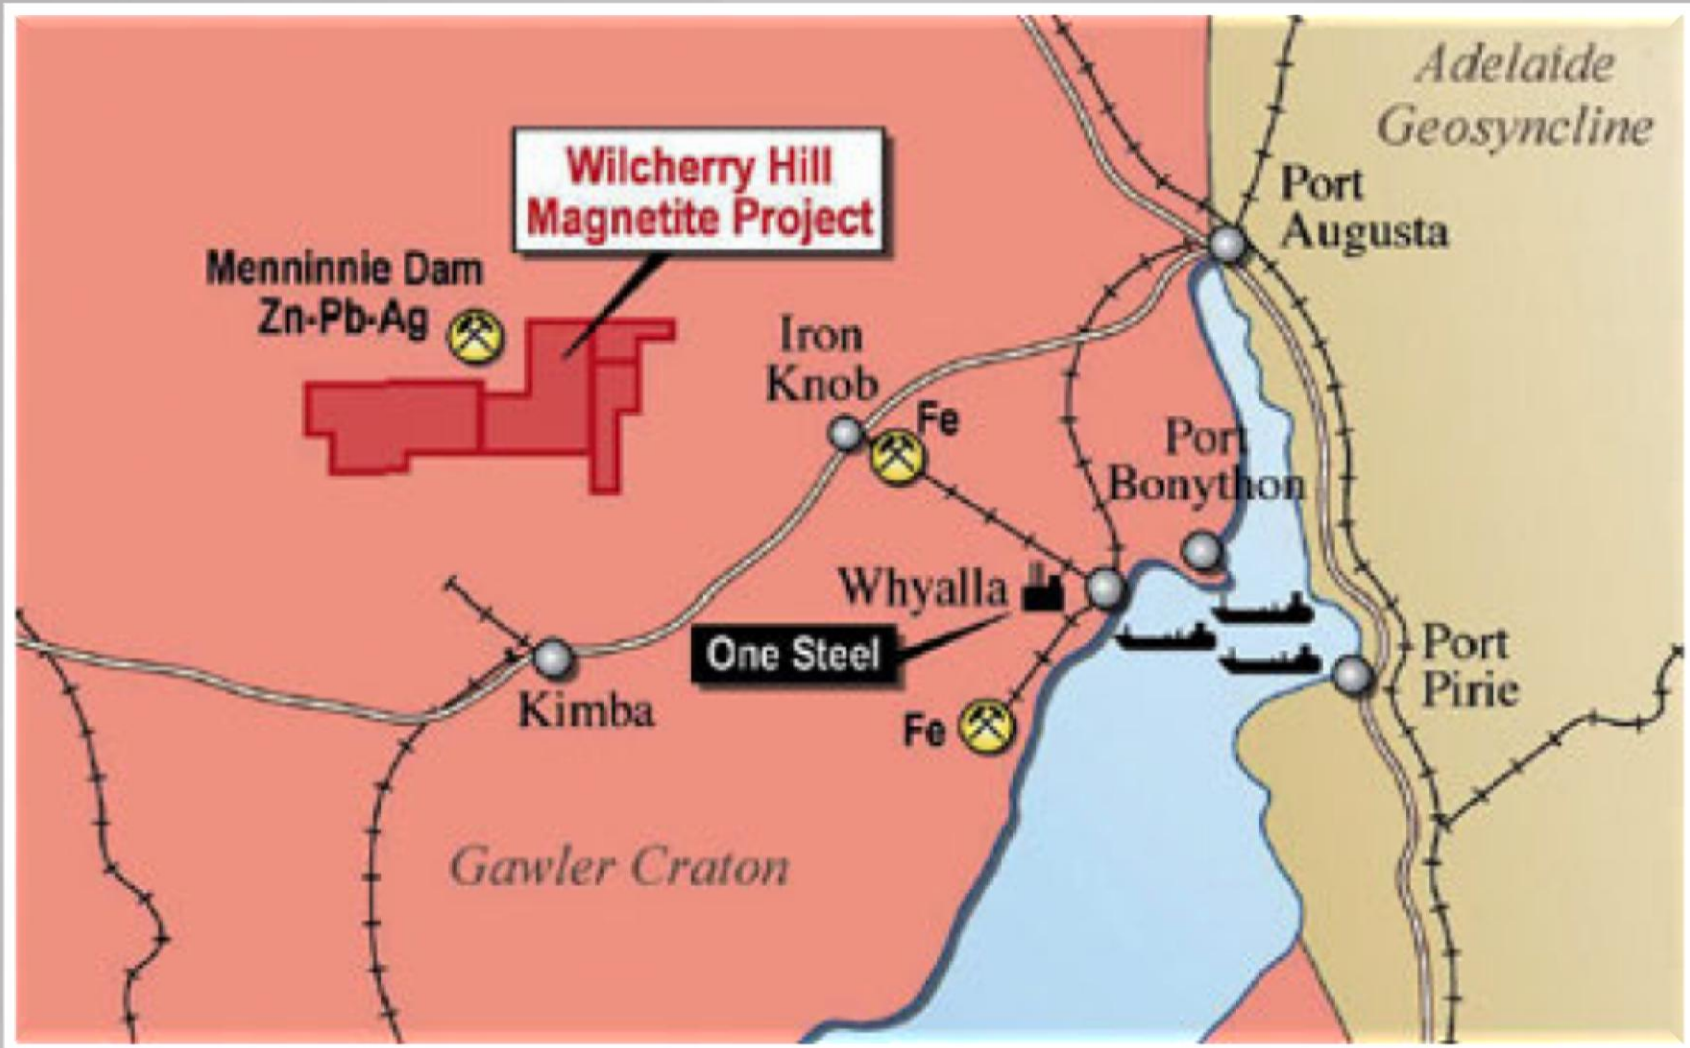 Adelaide
Geosyncline
Wilcherry Hill
Magnetite Project
Port
Augusta
Menninnie Dam
Zn-Pb-Ag
Iron
Knob
Fe
Port
Bonython
Whyalla
One Steel
Port
Pirie
Kimba
Fe
Gawler Craton